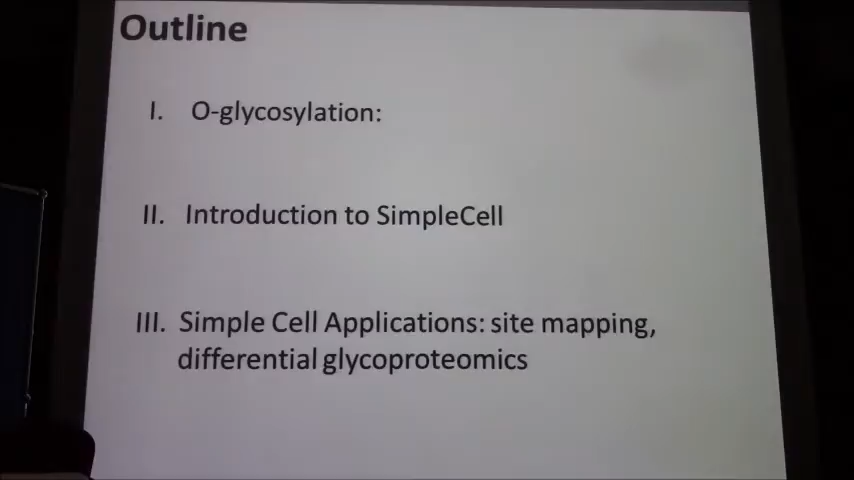 Outline
I. O-glycosylation:
II. Introduction to SimpleCell
III. Simple Cell Applications: site mapping,
differential glycoproteomics